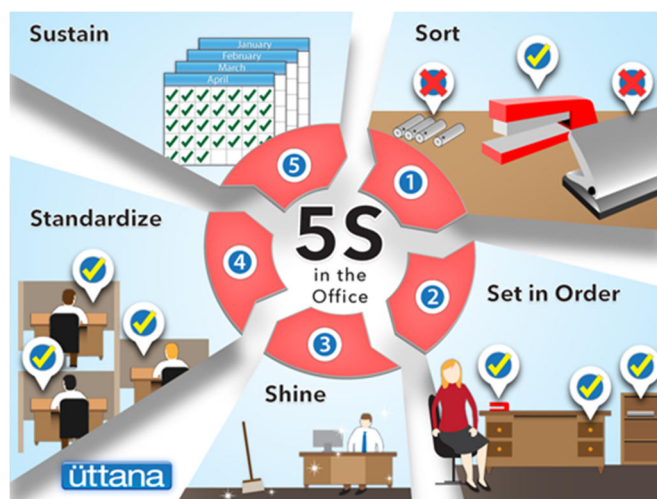 Sustain
January
February
March
April
Sort
1
5
5S
in the
Office
4
2
3
Standardize
Set in Order
Shine
üttana